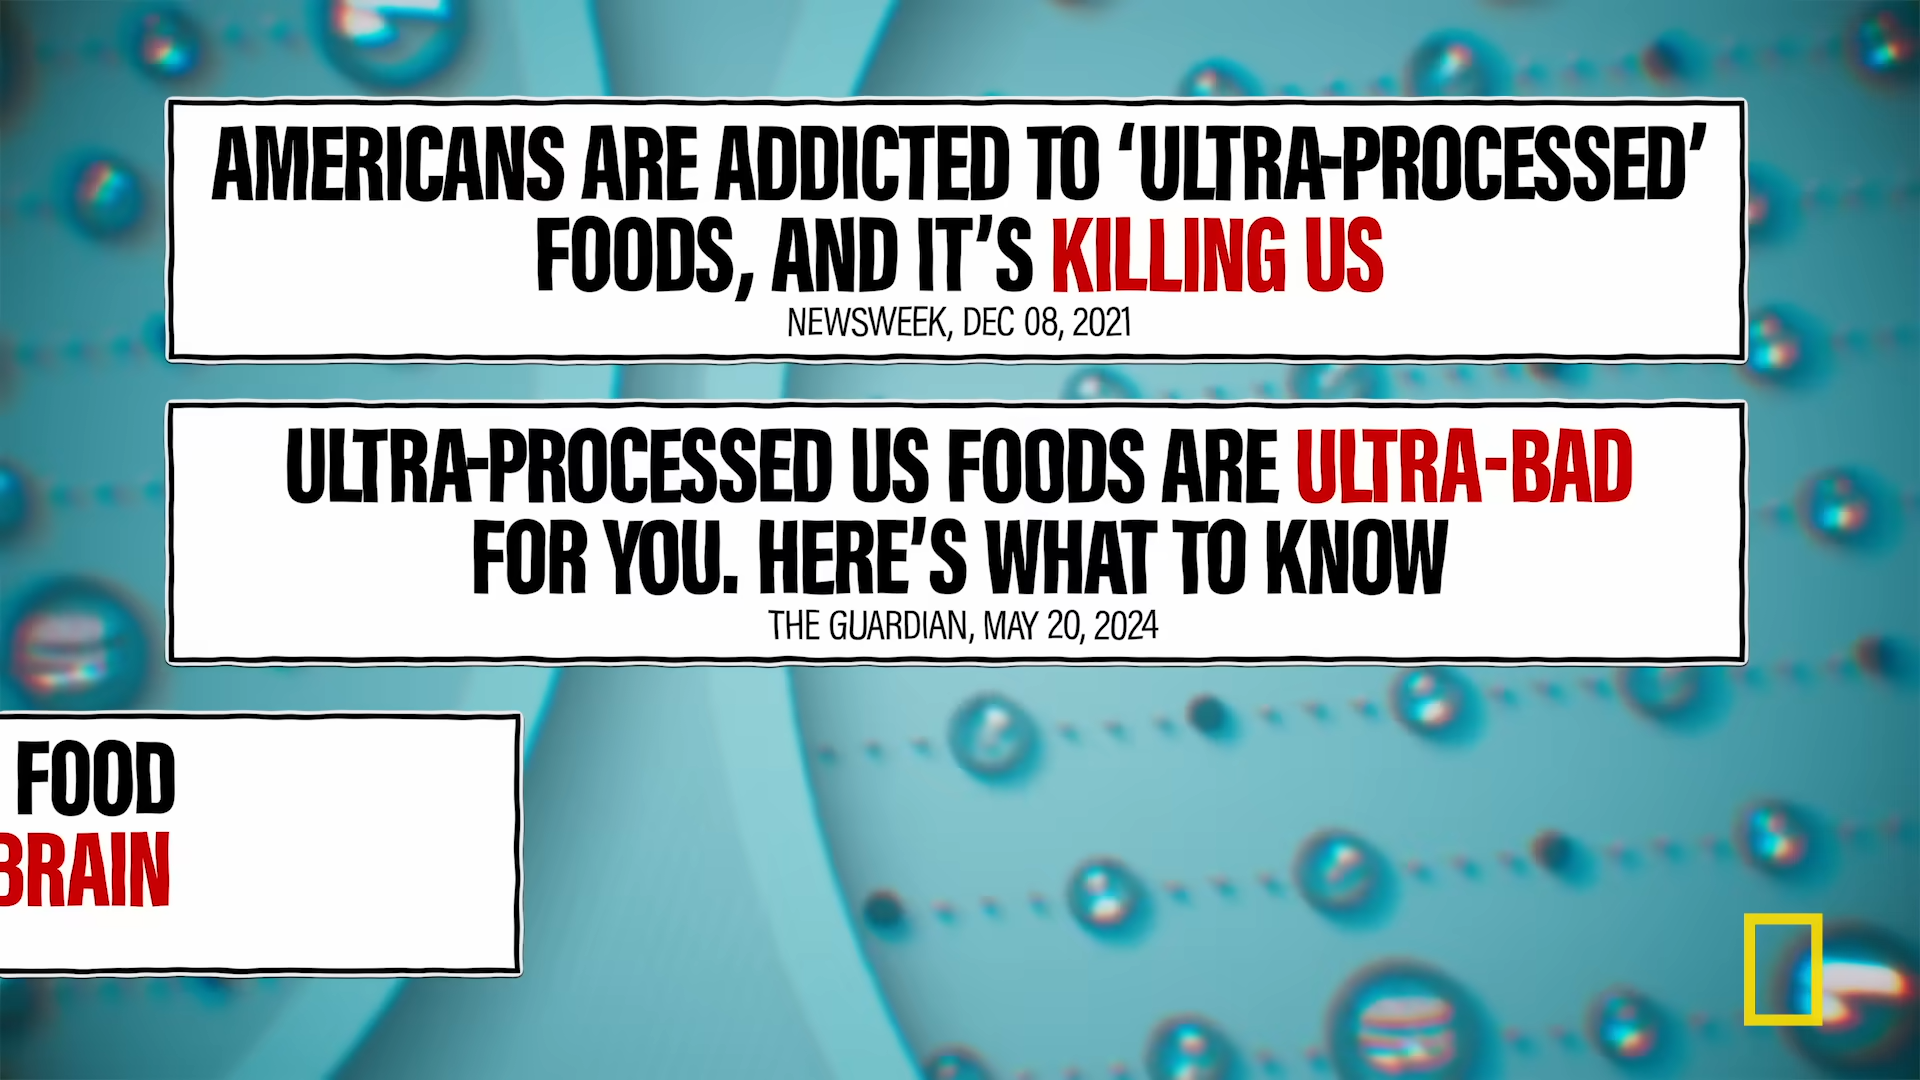 AMERICANS ARE ADDICTED TO ‘ULTRA-PROCESSED’
FOODS, AND IT’S KILLING US
NEWSWEEK, DEC 08, 2021
ULTRA-PROCESSED US FOODS ARE ULTRA-BAD
FOR YOU. HERE’S WHAT TO KNOW
THE GUARDIAN, MAY 20, 2024
FOOD
BRAIN